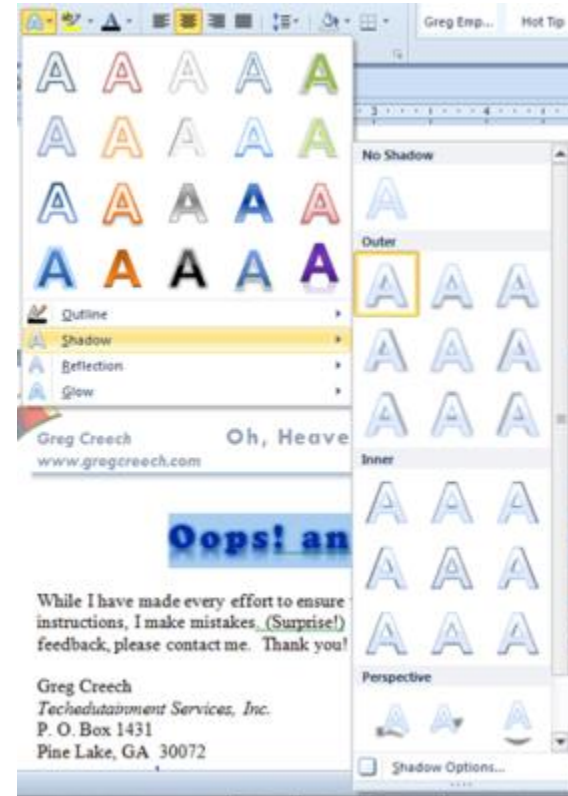 Greg Emp... Hot Tip
3 4
No Shadow
Outer
Outline
Shadow
Reflection
Glow
Inner
Perspective
Shadow Options...
Greg Creech Oh, Heave
www.gregcreech.com
Oops! an
While I have made every effort to ensure
instructions, I make mistakes. (Surprise!)
feedback, please contact me. Thank you!
Greg Creech
Techedutainment Services, Inc.
P. O. Box 1431
Pine Lake, GA 30072